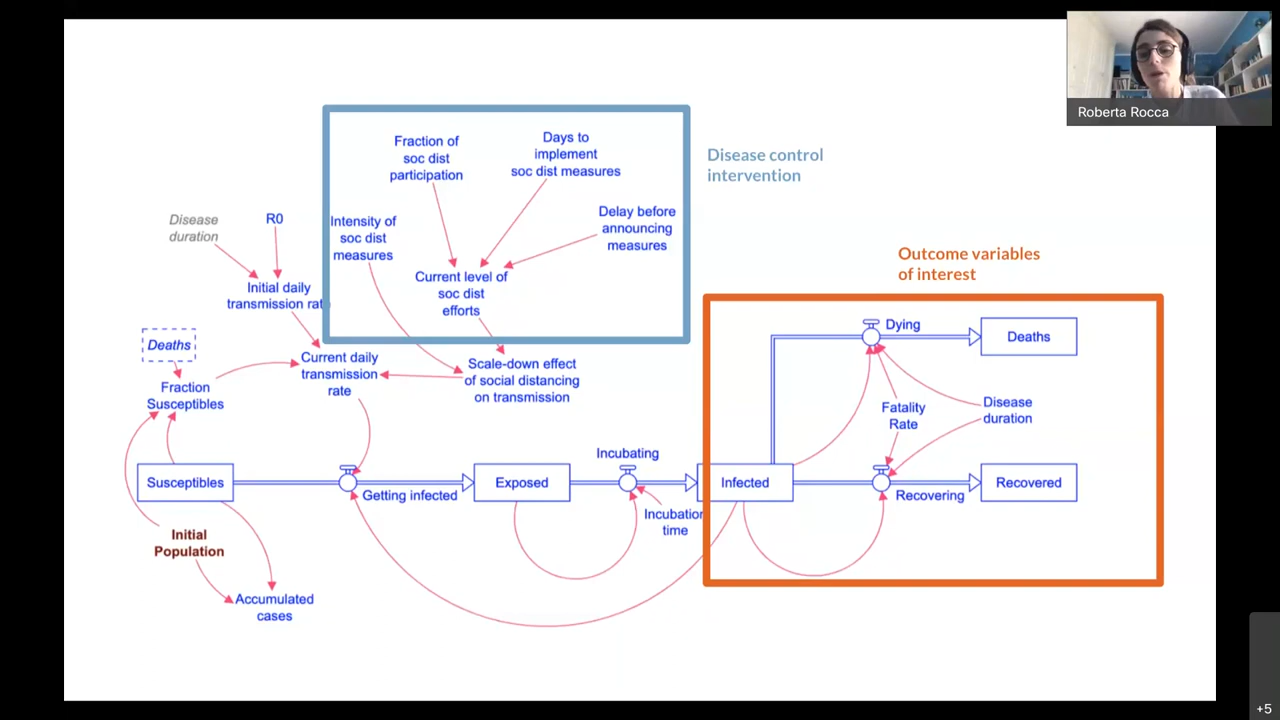 Roberta Rocca
Fraction of
soc dist
participation
Days to
implement
soc dist measures
Disease control
intervention
Disease
duration
R0
Intensity of
soc dist
measures
Delay before
announcing
measures
Initial daily
transmission rate
Current level of
soc dist
efforts
Outcome variables
of interest
Deaths
Fraction
Susceptibles
Current daily
transmission
rate
Scale-down effect
of social distancing
on transmission
Dying
Deaths
Fatality
Rate
Disease
duration
Susceptibles
Getting infected
Exposed
Incubating
Incubation
time
Infected
Recovering
Recovered
Initial
Population
Accumulated
cases
+5